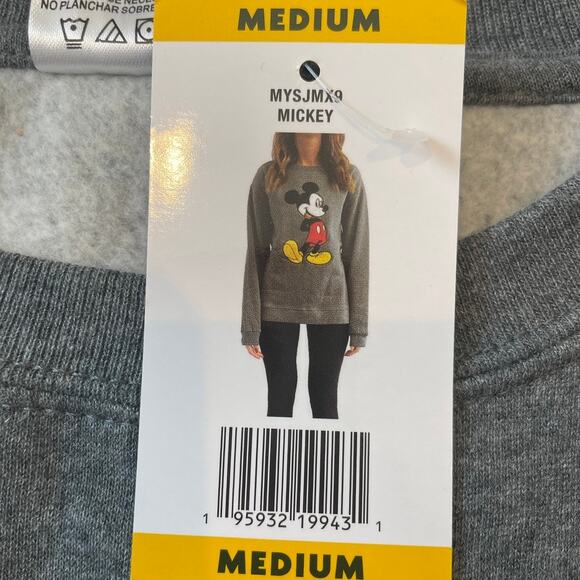 NO PLANCHAR SOBRE
MEDIUM
MYSJMX9
MICKEY
1 95932 19943 1
MEDIUM